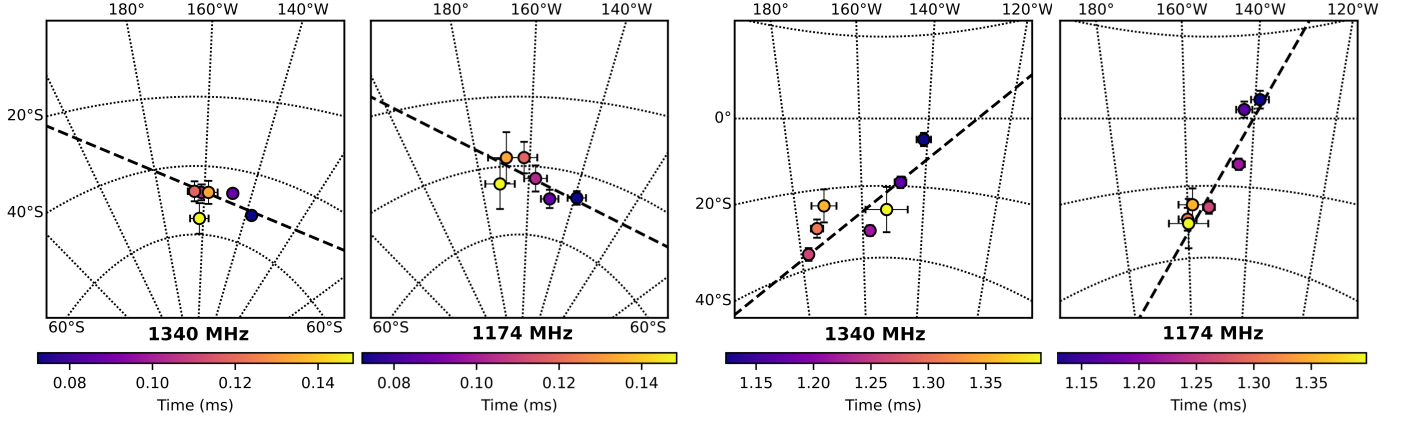 180° 160°W 140°W 180° 160°W 140°W 180° 160°W 140°W 120°W 180° 160°W 140°W 120°W
20°S 0°
40°S 20°S
40°S
60°S 60°S 60°S 60°S
1340 MHz 1174 MHz 1340 MHz 1174 MHz
0.08 0.10 0.12 0.14 0.08 0.10 0.12 0.14 1.15 1.20 1.25 1.30 1.35 1.15 1.20 1.25 1.30 1.35
Time (ms) Time (ms) Time (ms) Time (ms)